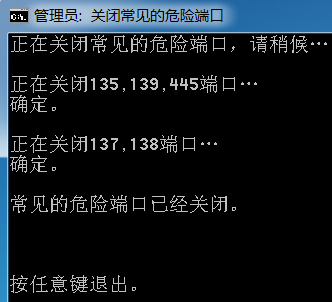 管理员: 关闭常见的危险端口
正在关闭常见的危险端口，请稍候…
正在关闭135,139,445端口…
确定。
正在关闭137,138端口…
确定。
常见的危险端口已经关闭。
按任意键退出。